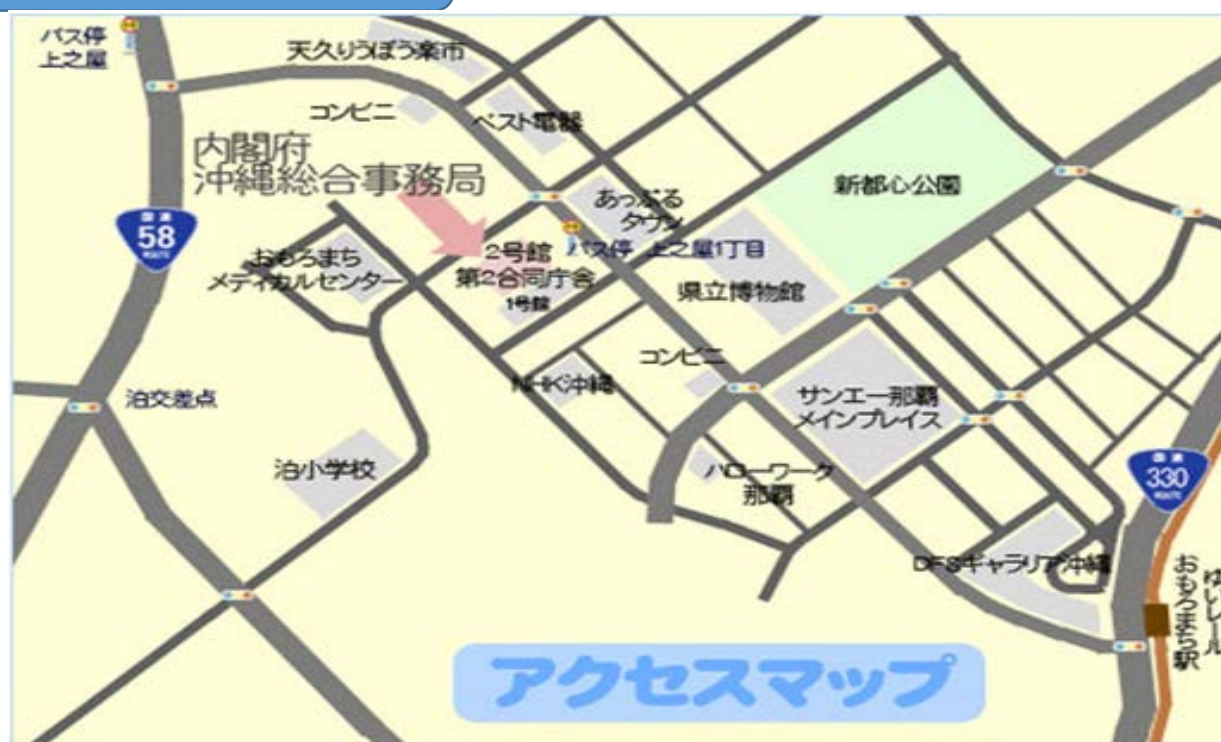 バス停
上之屋
天久りうぼう楽市
コンビニ
ベスト電器
内閣府
沖縄総合事務局
新都心公園
あっぷる
タウン
国道
58
ROUTE
おもろまち
メディカルセンター
2号館
第2合同庁舎
1号館
バス停 上之屋1丁目
県立博物館
コンビニ
NHK沖縄
サンエー那覇
メインプレイス
泊交差点
泊小学校
ハローワーク
那覇
国道
330
ROUTE
DFSギャラリア沖縄
ゆいレール
おもろまち駅
アクセスマップ